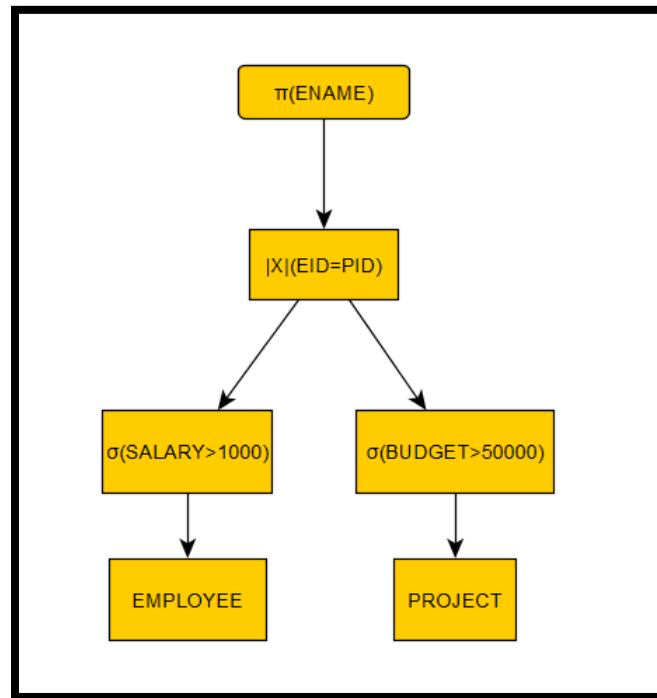 π(ENAME)
|X|(EID=PID)
σ(SALARY>1000)
σ(BUDGET>50000)
EMPLOYEE
PROJECT